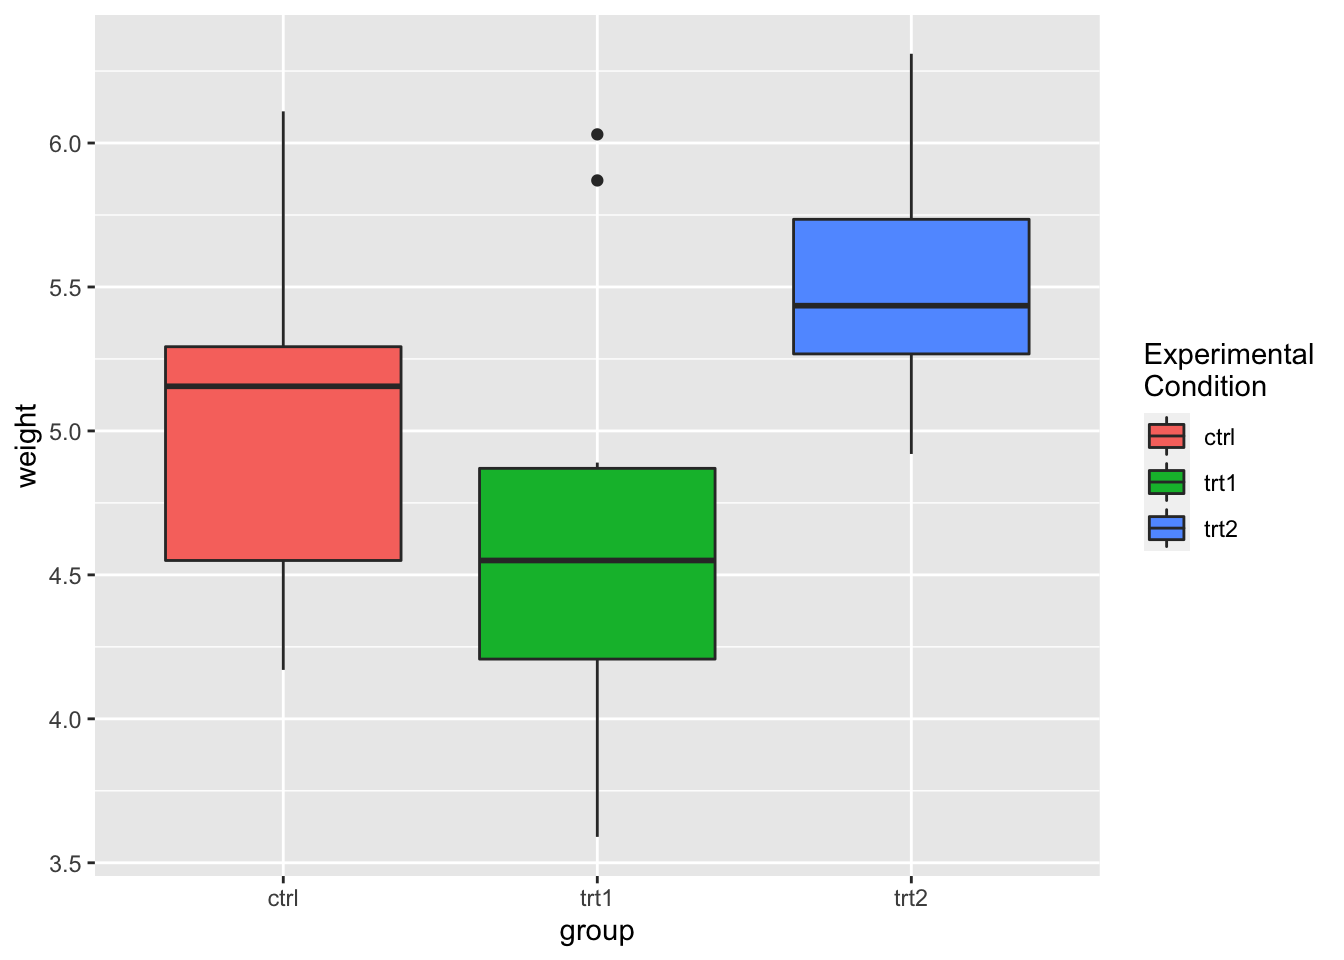 weight
6.0
5.5
5.0
4.5
4.0
3.5
ctrl trt1 trt2
group
Experimental
Condition
ctrl
trt1
trt2